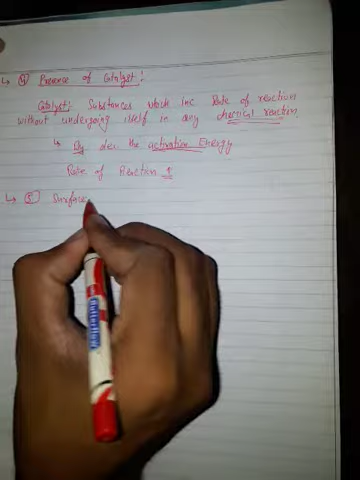 ↳ ④ Presence of Catalyst!
Catalyst: Substances which inc Rate of reaction
without undergoing itself in any chemical reaction.
↳ By dec the activation Energy
Rate of Reaction ↑
↳ ⑤ Surface
Butterflow